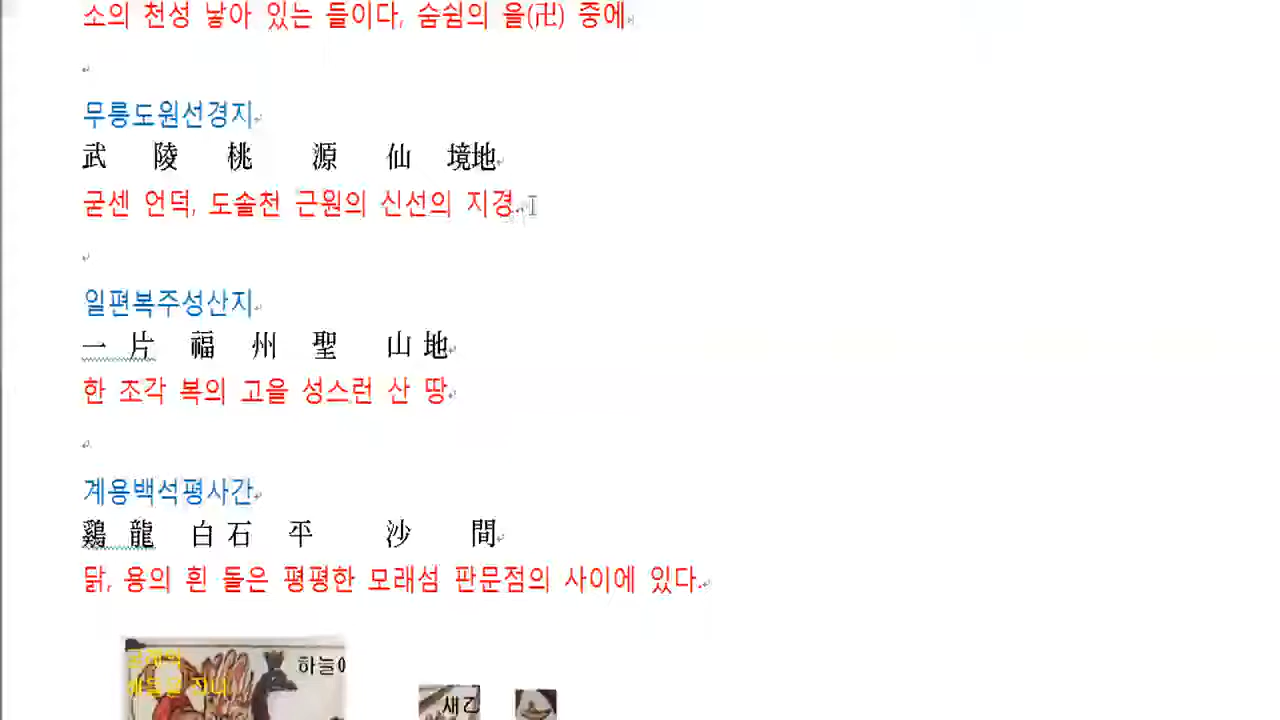 소의 천성 낳아 있는 들이다, 숨쉼의 을(卍) 중에
무릉도원선경지
武 陵 桃 源 仙 境地
굳센 언덕, 도솔천 근원의 신선의 지경.
일편복주성산지
一 片 福 州 聖 山 地
한 조각 복의 고을 성스런 산 땅
계용백석평사간
鷄 龍 白 石 平 沙 間
닭, 용의 흰 돌은 평평한 모래섬 판문점의 사이에 있다.
하늘이